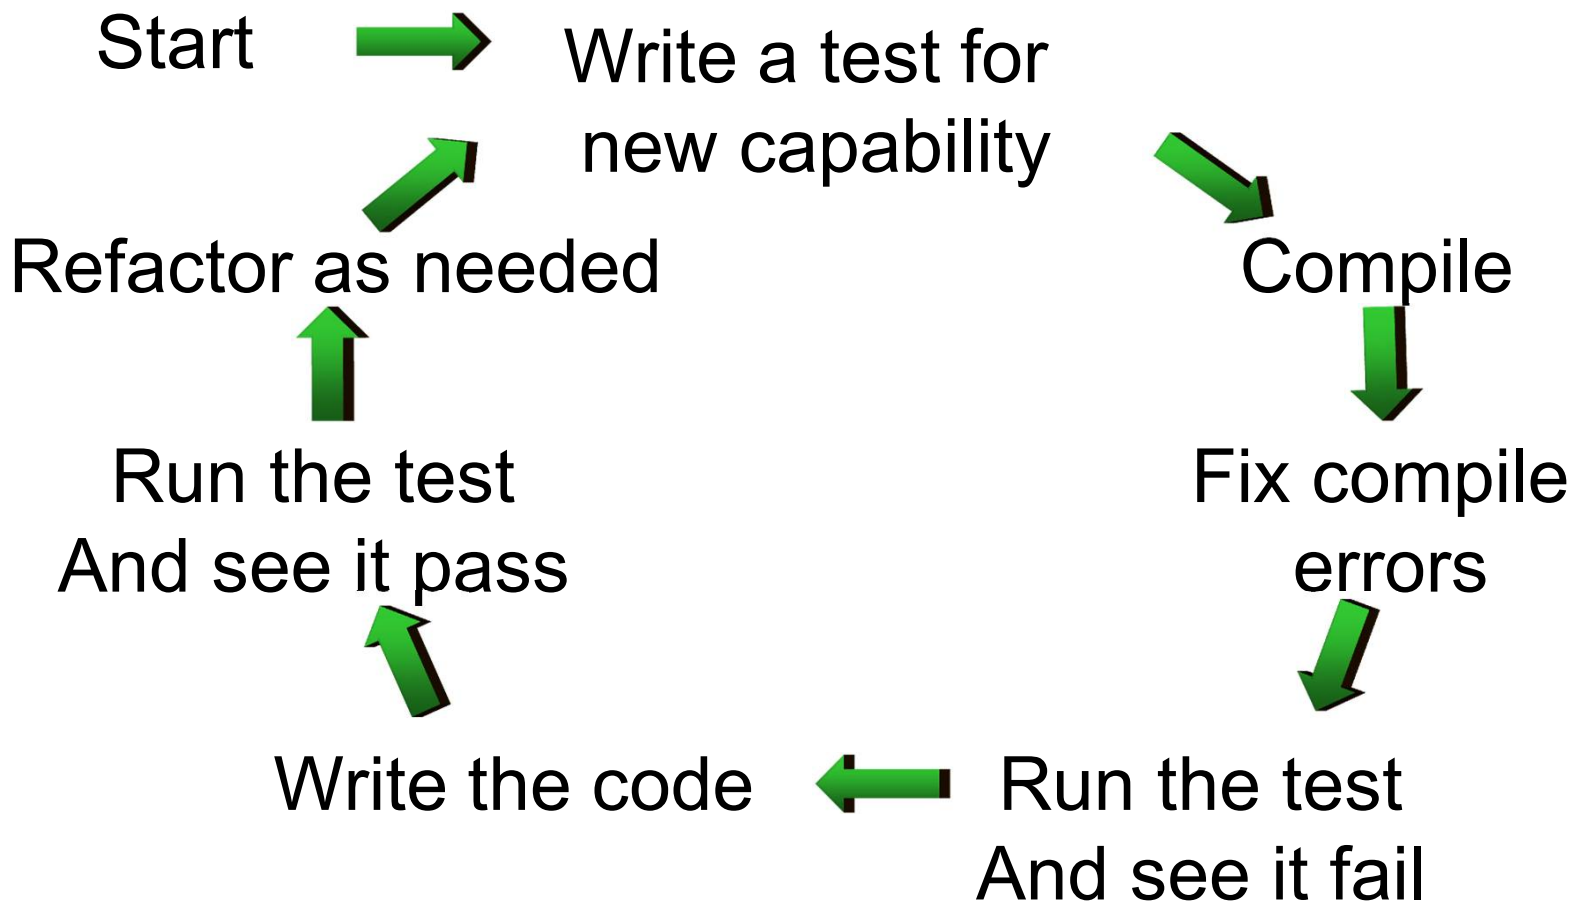 Start
Write a test for
new capability
Compile
Fix compile
errors
Run the test
And see it fail
Write the code
Run the test
And see it pass
Refactor as needed